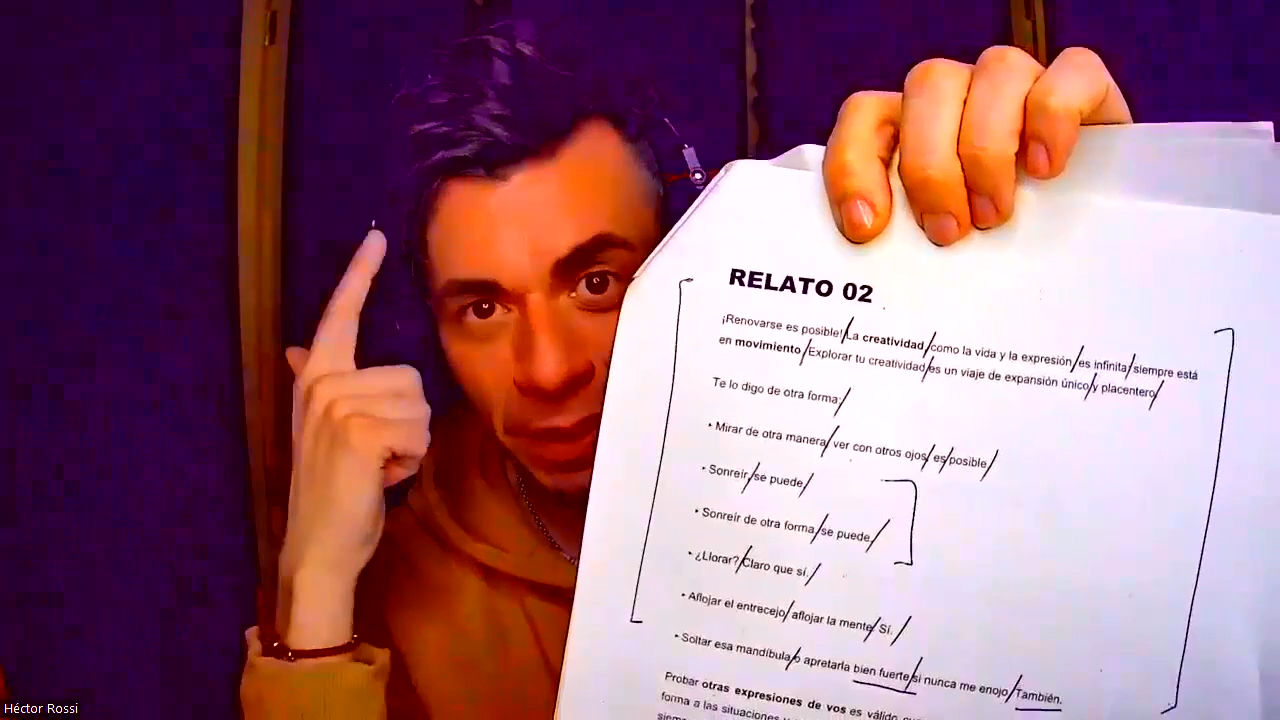 RELATO 02
¡Renovarse es posible! La creatividad como la vida y la expresión es infinita siempre está
en movimiento Explorar tu creatividad es un viaje de expansión único y placentero
Te lo digo de otra forma:
• Mirar de otra manera, ver con otros ojos, es posible
• Sonreír, se puede
• Sonreír de otra forma, se puede
• ¿Llorar? Claro que sí.
• Aflojar el entrecejo, aflojar la mente Sí.
• Soltar esa mandíbula o apretarla bien fuerte si nunca me enojo También.
Probar otras expresiones de vos es válido
forma a las situaciones
Héctor Rossi